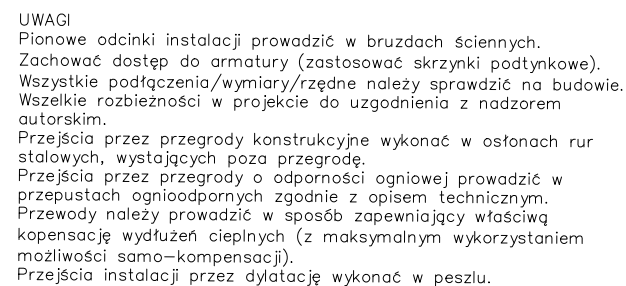 UWAGI
Pionowe odcinki instalacji prowadzić w bruzdach ściennych.
Zachować dostęp do armatury (zastosować skrzynki podtynkowe).
Wszystkie podłączenia/wymiary/rzędne należy sprawdzić na budowie.
Wszelkie rozbieżności w projekcie do uzgodnienia z nadzorem
autorskim.
Przejścia przez przegrody konstrukcyjne wykonać w osłonach rur
stalowych, wystających poza przegrodę.
Przejścia przez przegrody o odporności ogniowej prowadzić w
przepustach ognioodpornych zgodnie z opisem technicznym.
Przewody należy prowadzić w sposób zapewniający właściwą
kopensację wydłużeń cieplnych (z maksymalnym wykorzystaniem
możliwości samo–kompensacji).
Przejścia instalacji przez dylatację wykonać w peszlu.